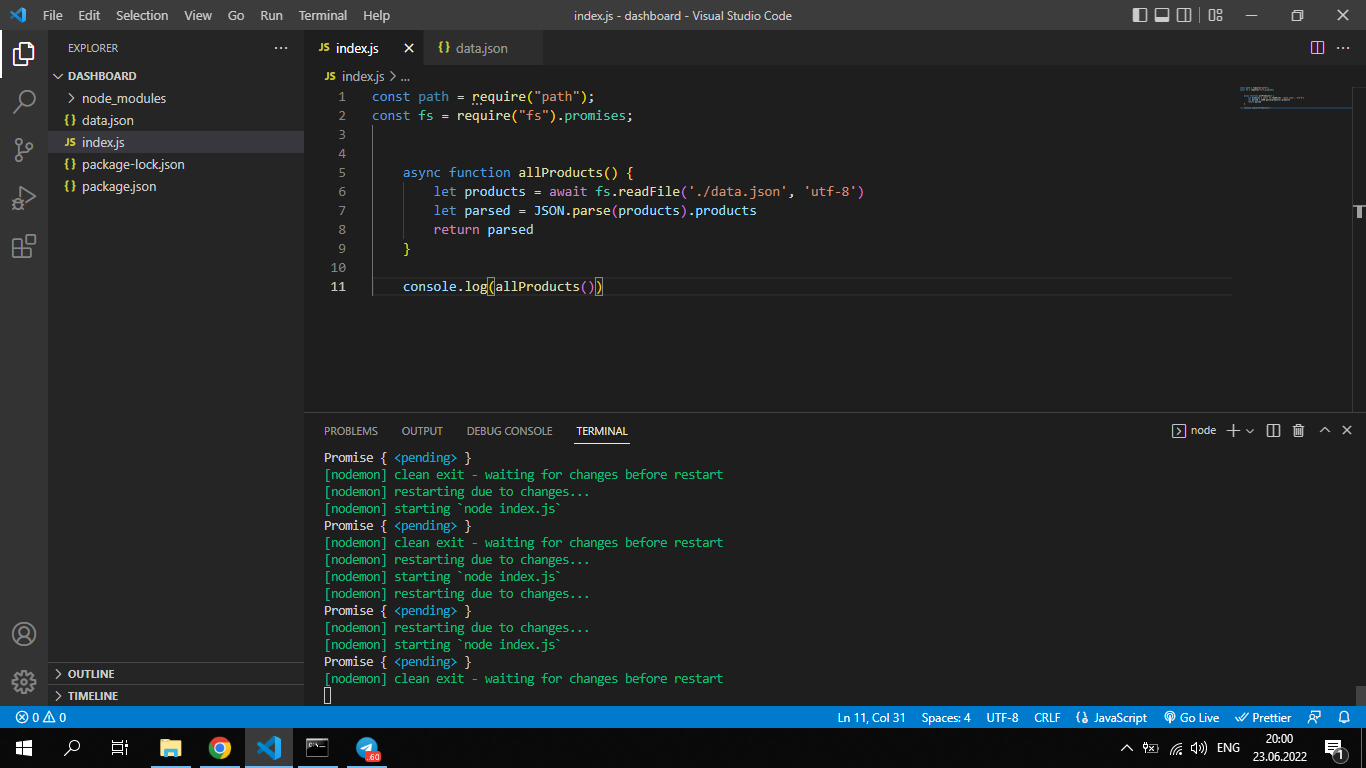 File Edit Selection View Go Run Terminal Help index.js - dashboard - Visual Studio Code
EXPLORER
DASHBOARD
node_modules
{} data.json
JS index.js
{} package-lock.json
{} package.json
OUTLINE
TIMELINE
JS index.js {} data.json
JS index.js > ...
1 const path = require("path");
2 const fs = require("fs").promises;
3
4
5 async function allProducts() {
6 let products = await fs.readFile('./data.json', 'utf-8')
7 let parsed = JSON.parse(products).products
8 return parsed
9 }
10
11 console.log(allProducts())
PROBLEMS OUTPUT DEBUG CONSOLE TERMINAL node
Promise { <pending> }
[nodemon] clean exit - waiting for changes before restart
[nodemon] restarting due to changes...
[nodemon] starting `node index.js`
Promise { <pending> }
[nodemon] clean exit - waiting for changes before restart
[nodemon] restarting due to changes...
[nodemon] starting `node index.js`
[nodemon] restarting due to changes...
Promise { <pending> }
[nodemon] restarting due to changes...
[nodemon] starting `node index.js`
Promise { <pending> }
[nodemon] clean exit - waiting for changes before restart
0 0 Ln 11, Col 31 Spaces: 4 UTF-8 CRLF {} JavaScript Go Live Prettier
.60 ENG 20:00
23.06.2022 1